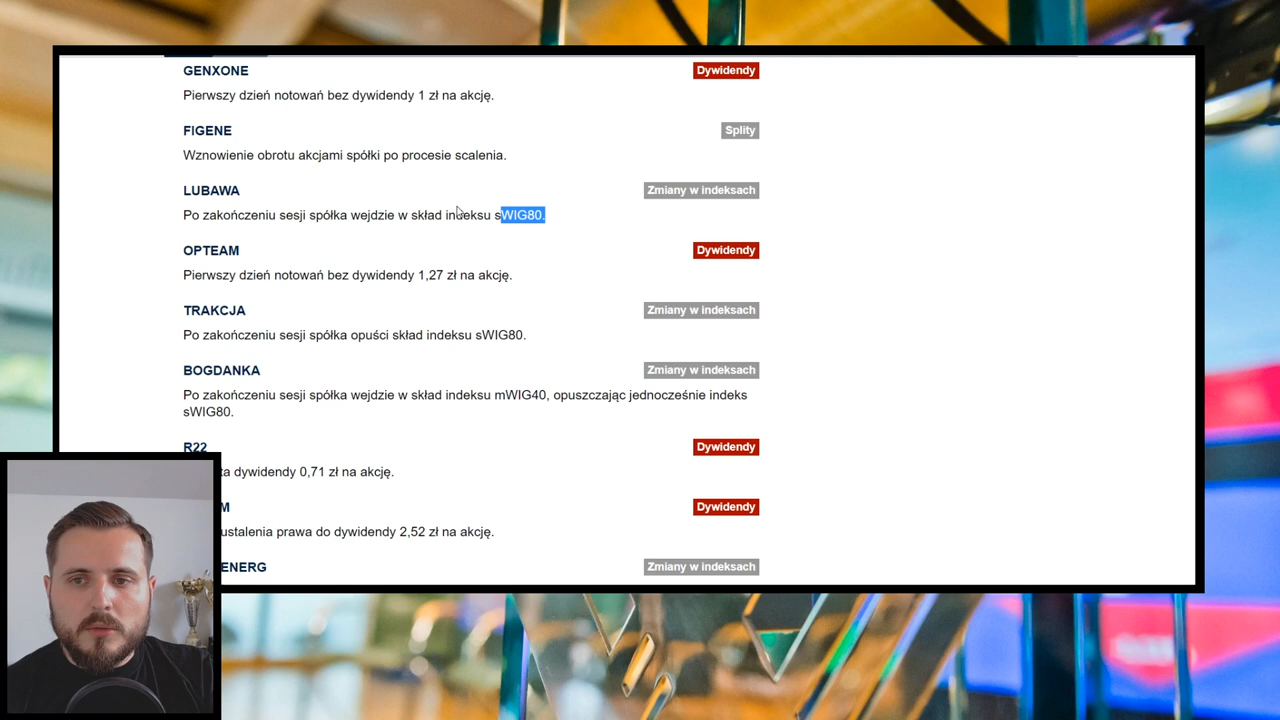 GENXONE
Dywidendy
Pierwszy dzień notowań bez dywidendy 1 zł na akcję.
FIGENE
Splity
Wznowienie obrotu akcjami spółki po procesie scalenia.
LUBAWA
Zmiany w indeksach
Po zakończeniu sesji spółka wejdzie w skład indeksu sWIG80.
OPTEAM
Dywidendy
Pierwszy dzień notowań bez dywidendy 1,27 zł na akcję.
TRAKCJA
Zmiany w indeksach
Po zakończeniu sesji spółka opuści skład indeksu sWIG80.
BOGDANKA
Zmiany w indeksach
Po zakończeniu sesji spółka wejdzie w skład indeksu mWIG40, opuszczając jednocześnie indeks
sWIG80.
R22
Dywidendy
dywidendy 0,71 zł na akcję.
Dywidendy
ustalenia prawa do dywidendy 2,52 zł na akcję.
ENERG
Zmiany w indeksach